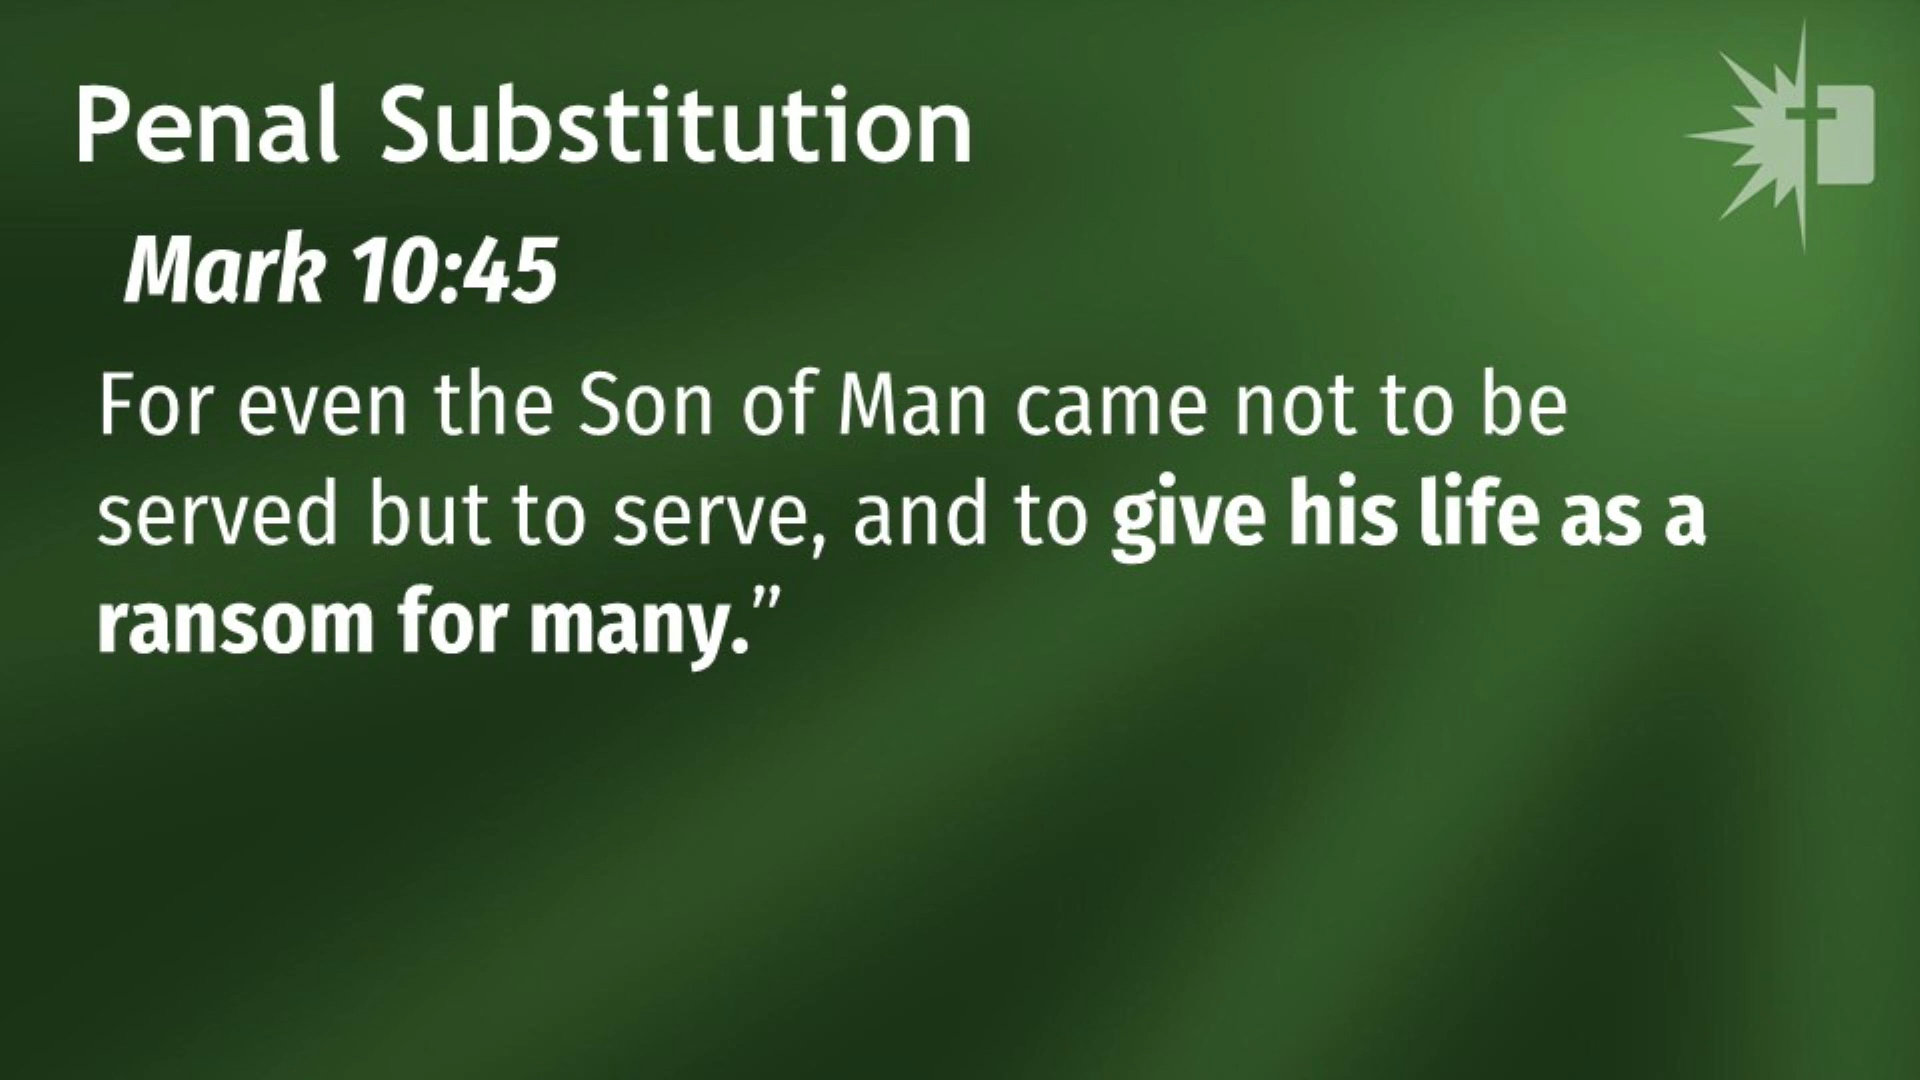 Penal Substitution
Mark 10:45
For even the Son of Man came not to be
served but to serve, and to give his life as a
ransom for many.”